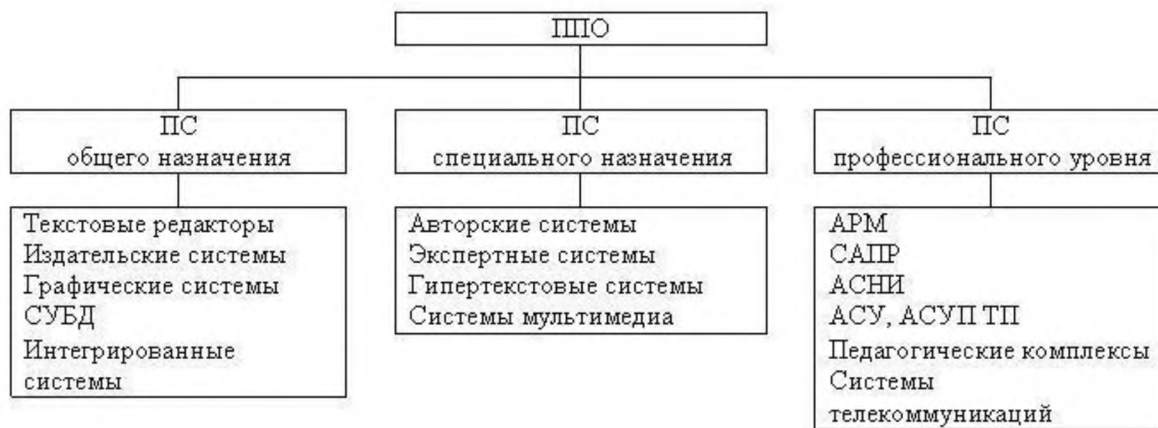 ППО
ПС
общего назначения
ПС
специального назначения
ПС
профессионального уровня
Текстовые редакторы
Издательские системы
Графические системы
СУБД
Интегрированные
системы
Авторские системы
Экспертные системы
Гипертекстовые системы
Системы мультимедиа
АРМ
САПР
АСНИ
АСУ, АСУП ТП
Педагогические комплексы
Системы
телекоммуникаций